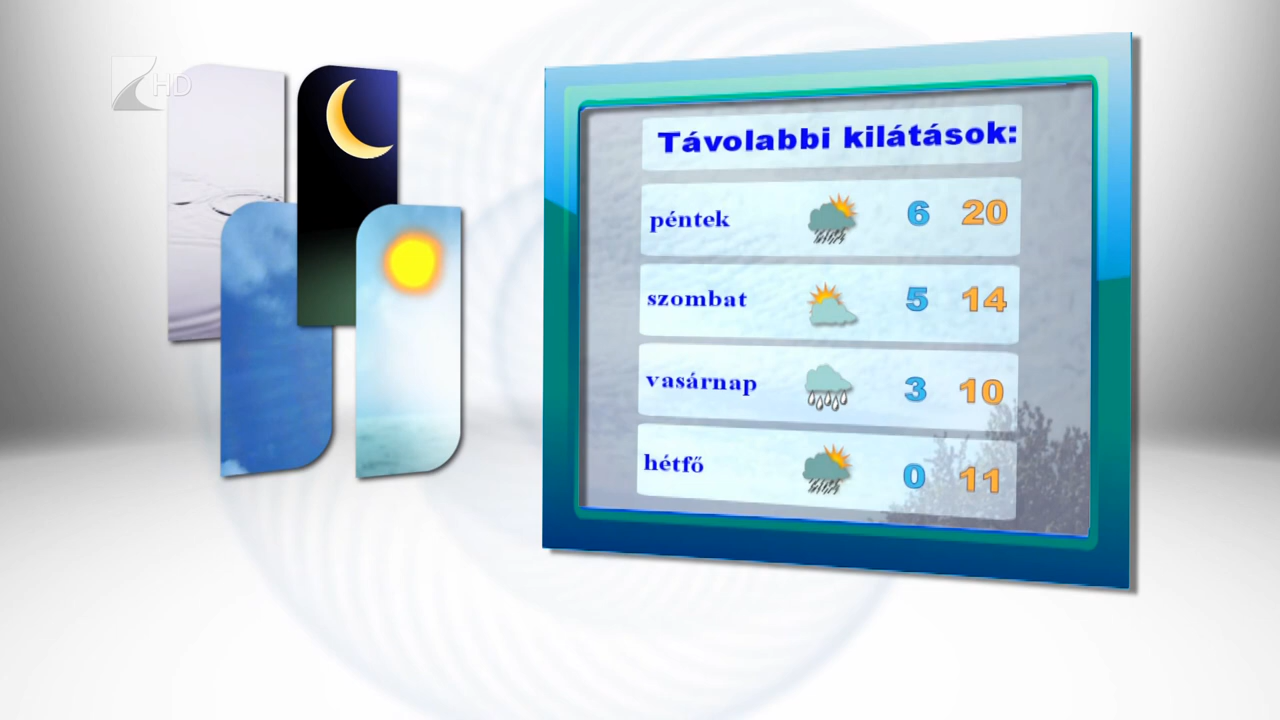 HD
Távolabbi kilátások:
péntek 6 20
szombat 5 14
vasárnap 3 10
hétfő 0 11